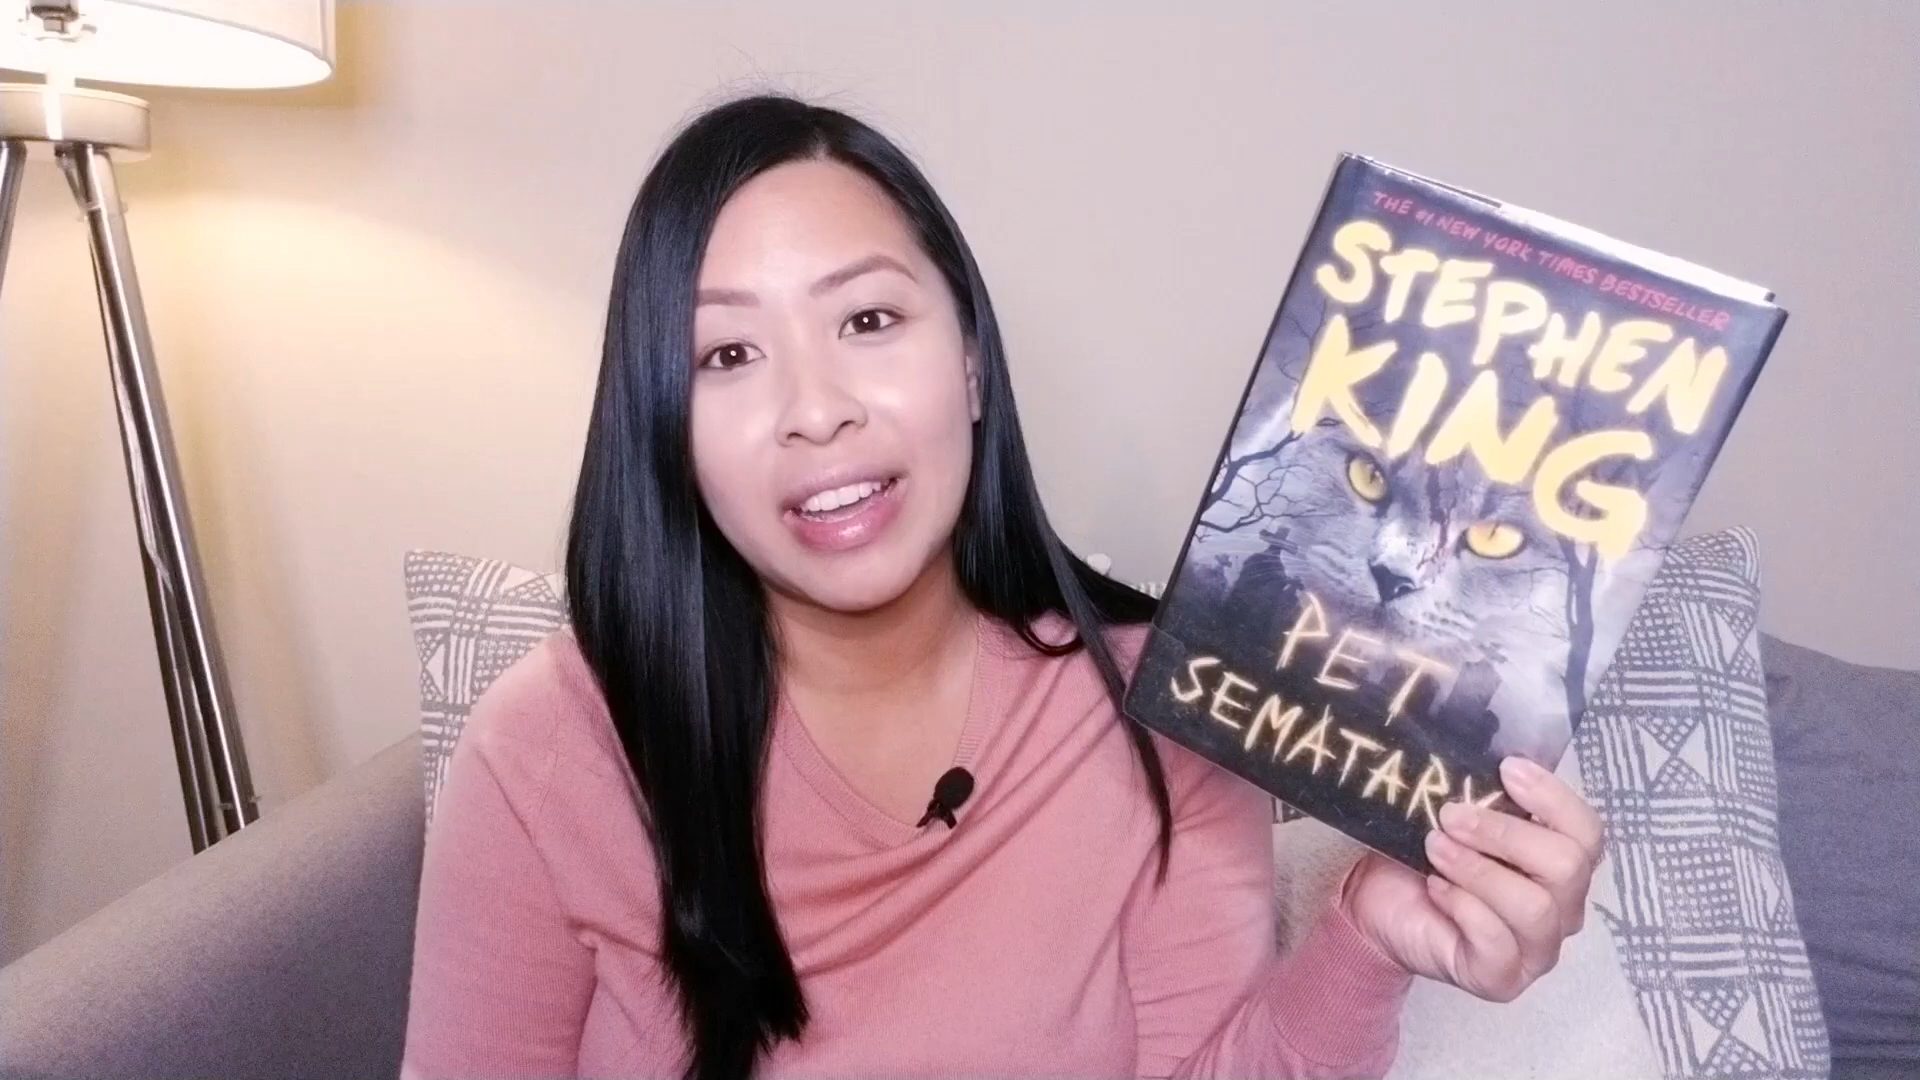 THE #1 NEW YORK TIMES BESTSELLER
STEPHEN
KING
PET
SEMATARY